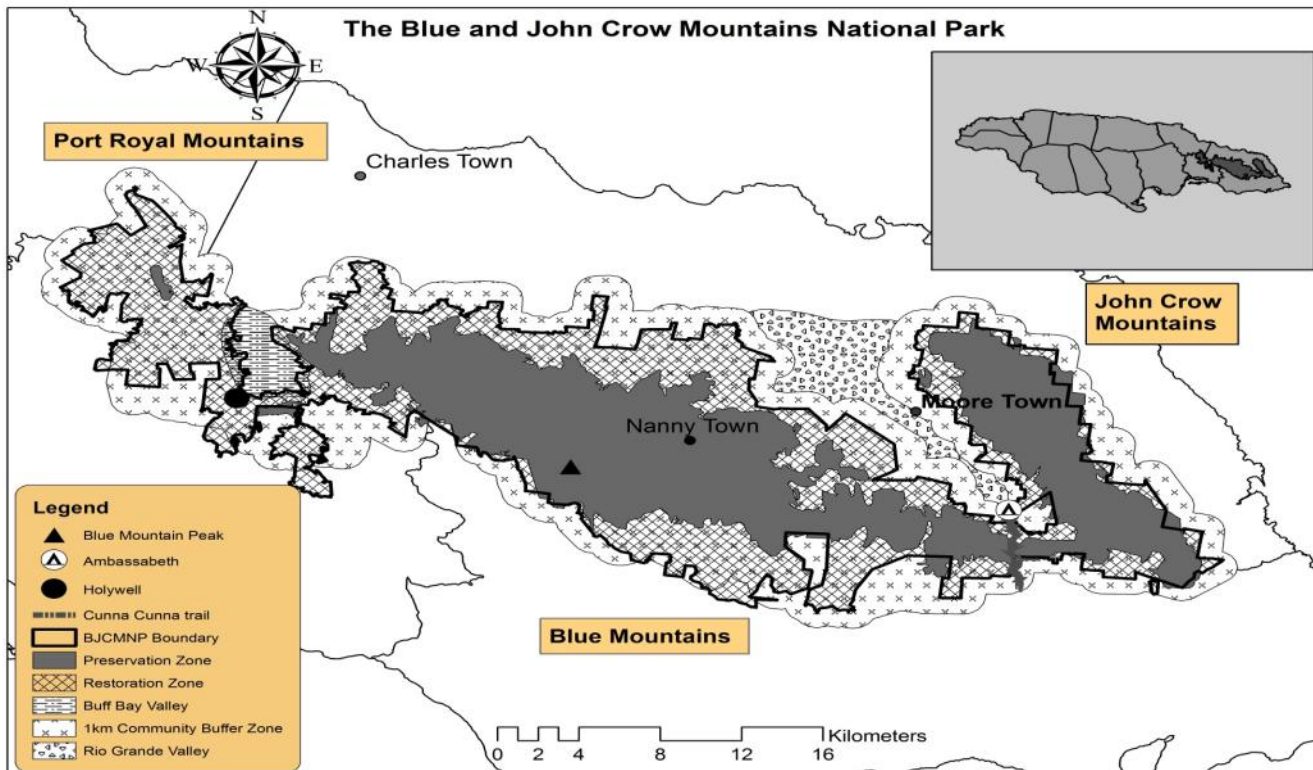 The Blue and John Crow Mountains National Park
N
W
E
S
Port Royal Mountains
Charles Town
John Crow
Mountains
Moore Town
Nanny Town
Blue Mountains
Legend
Blue Mountain Peak
Ambassabeth
Holywell
Cunna Cunna trail
BJCMNP Boundary
Preservation Zone
Restoration Zone
Buff Bay Valley
1km Community Buffer Zone
Rio Grande Valley
Kilometers
0 2 4 8 12 16